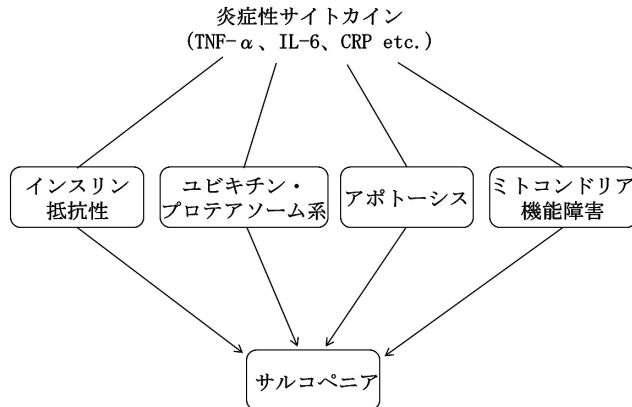 炎症性サイトカイン
(TNF-α、IL-6、CRP etc.)
インスリン
抵抗性
ユビキチン・
プロテアソーム系
アポトーシス
ミトコンドリア
機能障害
サルコペニア